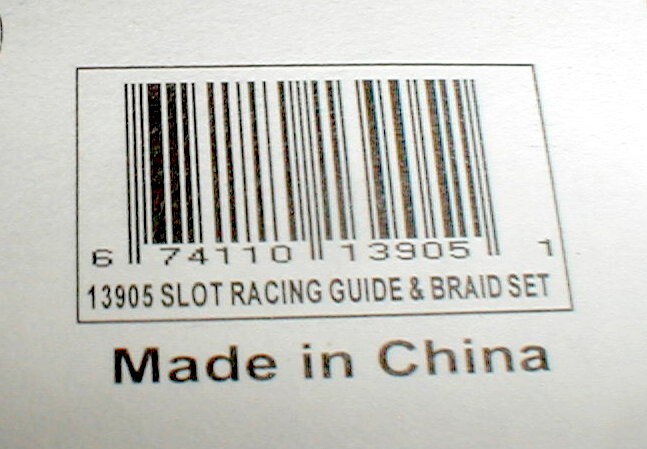 6 74110 13905 1
13905 SLOT RACING GUIDE & BRAID SET
Made in China